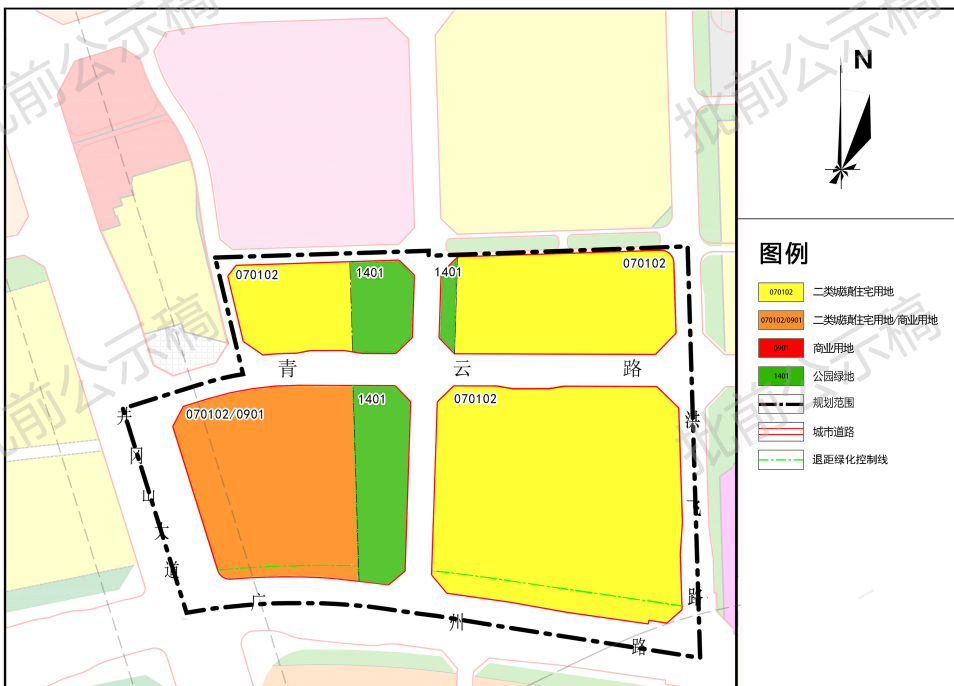 批前公示稿
批前公示稿
N
070102
1401
1401
070102
青云路
070102/0901
1401
070102
井冈山大道
洪飞路
广州路
批前公示稿
批前公示稿
图例
070102 二类城镇住宅用地
070102/0901 二类城镇住宅用地/商业用地
0901 商业用地
1401 公园绿地
规划范围
城市道路
退距绿化控制线